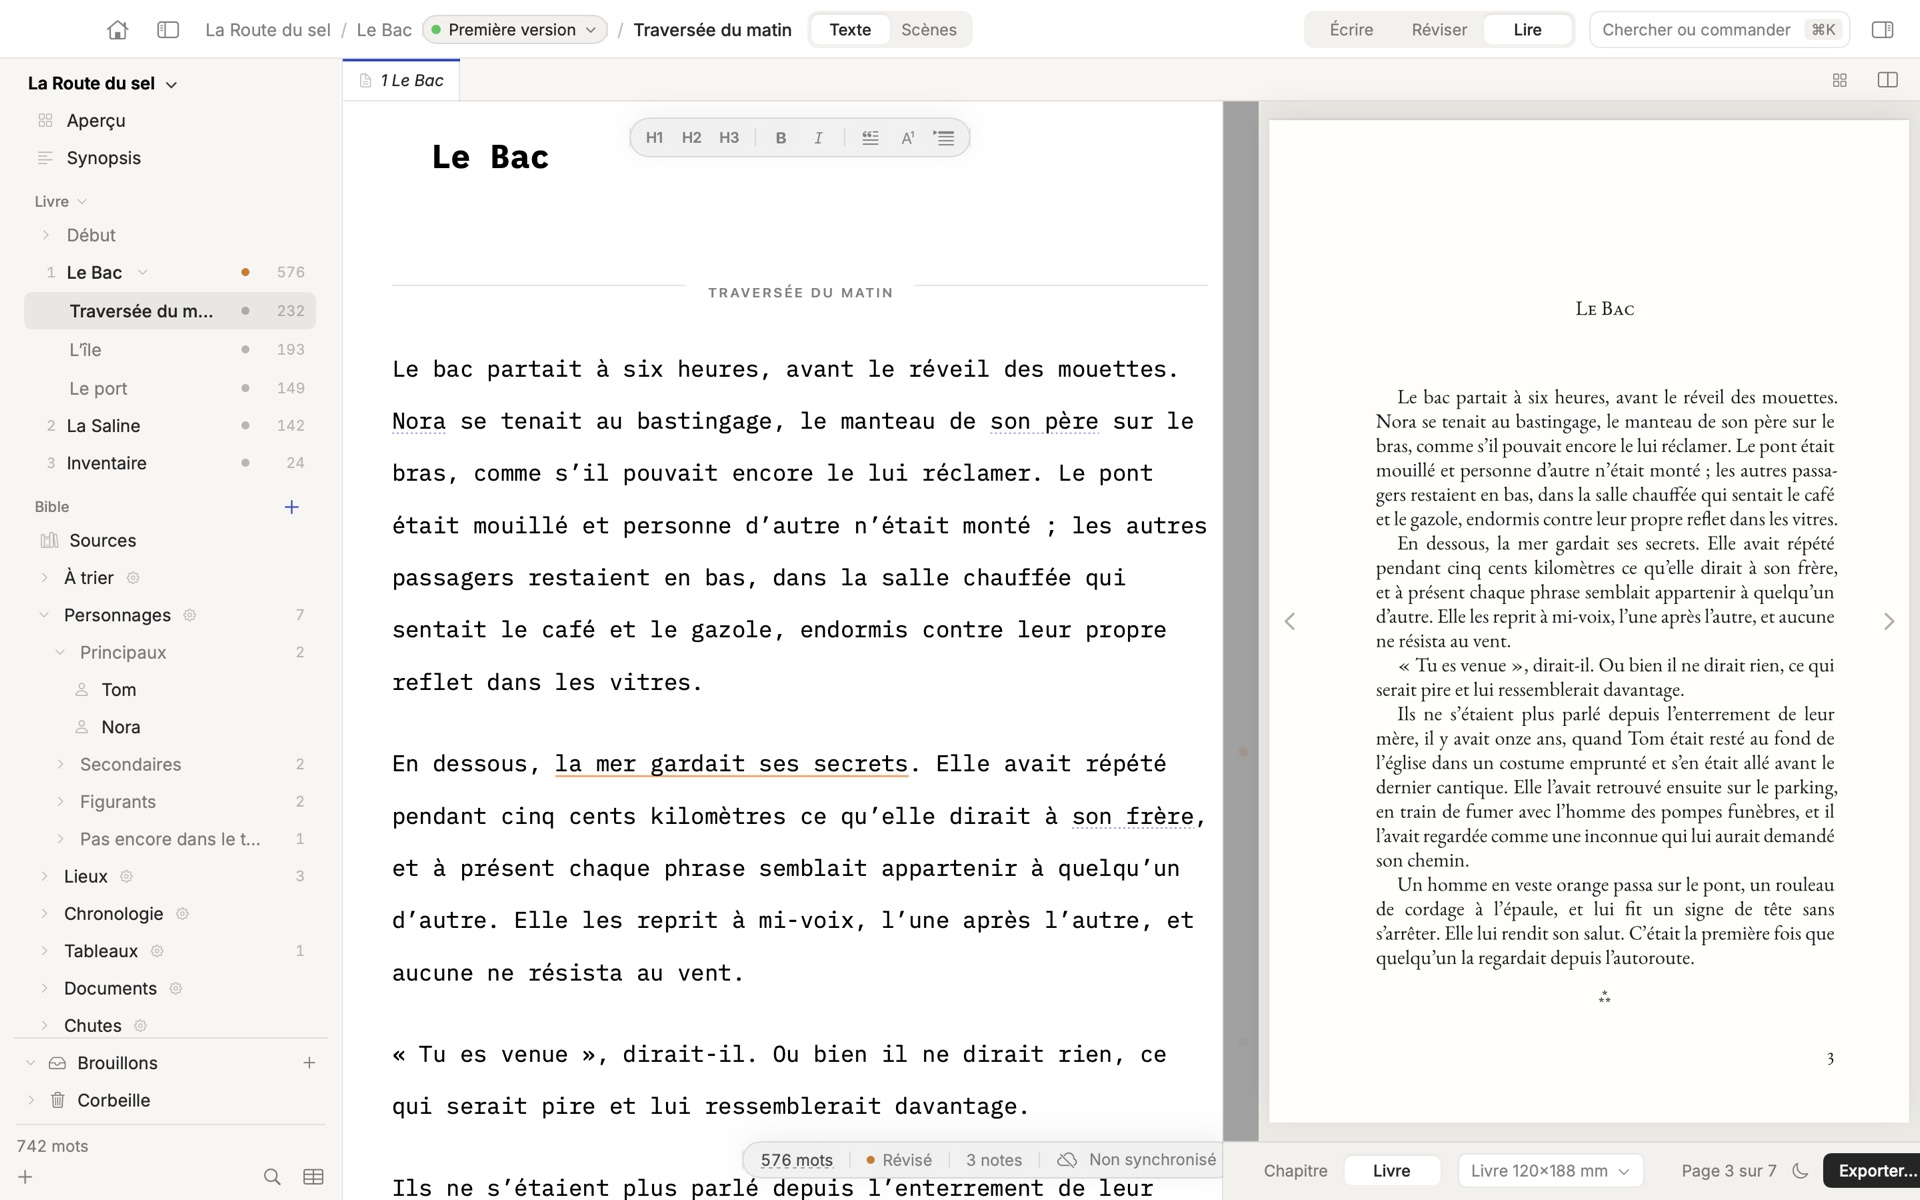 La Route du sel / Le Bac Première version / Traversée du matin Texte Scènes Écrire Réviser Lire Chercher ou commander ⌘K
La Route du sel
Aperçu
Synopsis
Livre
Début
1 Le Bac 576
Traversée du m... 232
L’île 193
Le port 149
2 La Saline 142
3 Inventaire 24
Bible
Sources
À trier
Personnages 7
Principaux 2
Tom
Nora
Secondaires 2
Figurants 2
Pas encore dans le t... 1
Lieux 3
Chronologie
Tableaux 1
Documents
Chutes
Brouillons
Corbeille
742 mots
1 Le Bac
H1 H2 H3 B I A¹
Le Bac
TRAVERSÉE DU MATIN
Le bac partait à six heures, avant le réveil des mouettes.
Nora se tenait au bastingage, le manteau de son père sur le
bras, comme s’il pouvait encore le lui réclamer. Le pont
était mouillé et personne d’autre n’était monté ; les autres
passagers restaient en bas, dans la salle chauffée qui
sentait le café et le gazole, endormis contre leur propre
reflet dans les vitres.
En dessous, la mer gardait ses secrets. Elle avait répété
pendant cinq cents kilomètres ce qu’elle dirait à son frère,
et à présent chaque phrase semblait appartenir à quelqu’un
d’autre. Elle les reprit à mi-voix, l’une après l’autre, et
aucune ne résista au vent.
« Tu es venue », dirait-il. Ou bien il ne dirait rien, ce
qui serait pire et lui ressemblerait davantage.
Ils ne s’étaient plus parlé depuis l’enterrement de leur
576 mots Révisé 3 notes Non synchronisé
Le Bac
Le bac partait à six heures, avant le réveil des mouettes.
Nora se tenait au bastingage, le manteau de son père sur le
bras, comme s’il pouvait encore le lui réclamer. Le pont était
mouillé et personne d’autre n’était monté ; les autres passa-
gers restaient en bas, dans la salle chauffée qui sentait le café
et le gazole, endormis contre leur propre reflet dans les vitres.
En dessous, la mer gardait ses secrets. Elle avait répété
pendant cinq cents kilomètres ce qu’elle dirait à son frère,
et à présent chaque phrase semblait appartenir à quelqu’un
d’autre. Elle les reprit à mi-voix, l’une après l’autre, et aucune
ne résista au vent.
« Tu es venue », dirait-il. Ou bien il ne dirait rien, ce qui
serait pire et lui ressemblerait davantage.
Ils ne s’étaient plus parlé depuis l’enterrement de leur
mère, il y avait onze ans, quand Tom était resté au fond de
l’église dans un costume emprunté et s’en était allé avant le
dernier cantique. Elle l’avait retrouvé ensuite sur le parking,
en train de fumer avec l’homme des pompes funèbres, et il
l’avait regardée comme une inconnue qui lui aurait demandé
son chemin.
Un homme en veste orange passa sur le pont, un rouleau
de cordage à l’épaule, et lui fit un signe de tête sans
s’arrêter. Elle lui rendit son salut. C’était la première fois que
quelqu’un la regardait depuis l’autoroute.
⁂
3
Chapitre Livre Livre 120×188 mm Page 3 sur 7 Exporter...